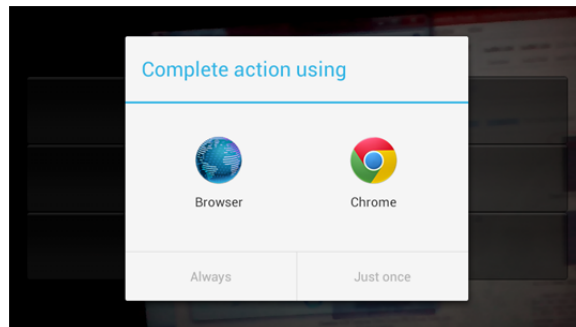 Complete action using
Browser
Chrome
Always
Just once